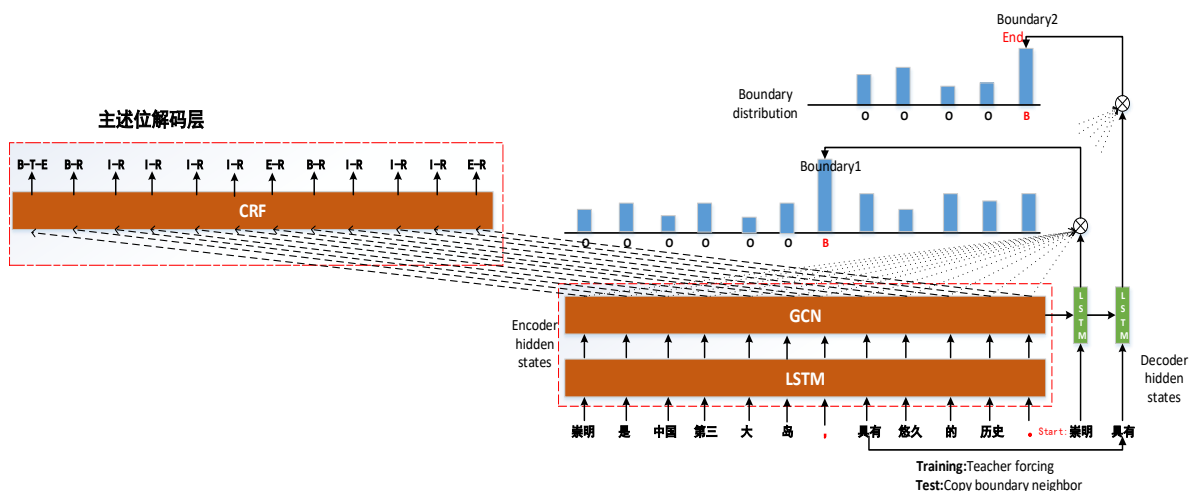 Boundary2
End
Boundary
distribution
O O O O B
主述位解码层
B-T-E B-R I-R I-R I-R I-R E-R B-R I-R I-R I-R E-R
CRF
Boundary1
O O O O O O B
Encoder
hidden
states
GCN
LSTM
LSTM
LSTM
Decoder
hidden
states
崇明 是 中国 第三 大 岛 , 具有 悠久 的 历史 . Start: 崇明 具有
Training:Teacher forcing
Test:Copy boundary neighbor